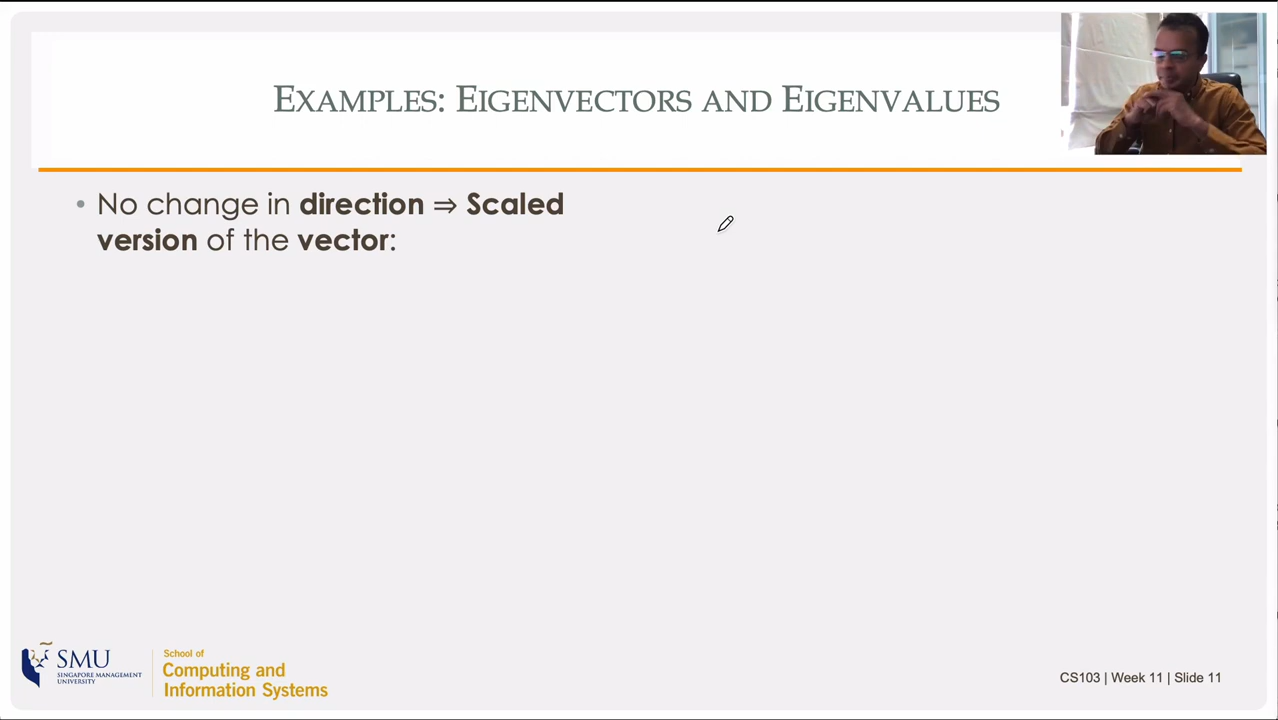 EXAMPLES: EIGENVECTORS AND EIGENVALUES
• No change in direction ⇒ Scaled
version of the vector:
SMU
SINGAPORE MANAGEMENT
UNIVERSITY
School of
Computing and
Information Systems
CS103 | Week 11 | Slide 11